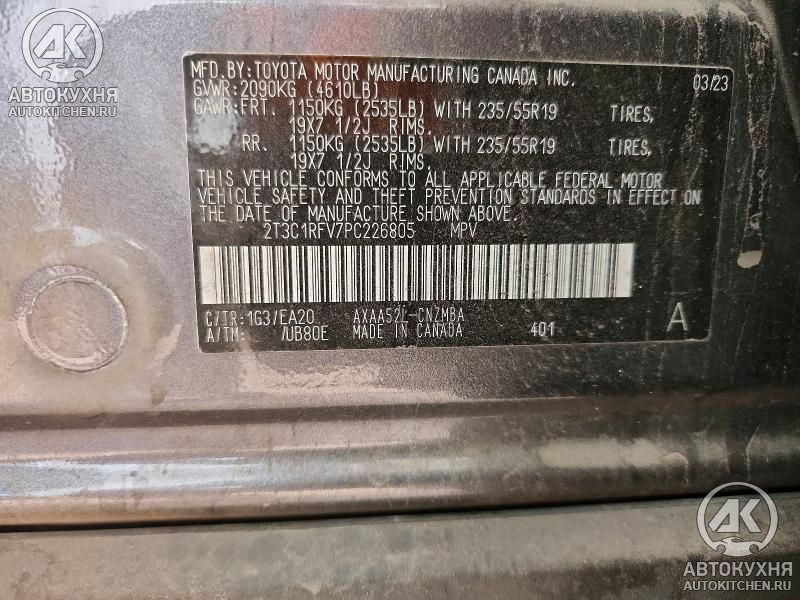 АК
АВТОКУХНЯ
AUTOKITCHEN.RU
MFD.BY:TOYOTA MOTOR MANUFACTURING CANADA INC. 03/23
GVWR:2090KG (4610LB)
GAWR:FRT. 1150KG (2535LB) WITH 235/55R19 TIRES,
19X7 1/2J RIMS,
RR. 1150KG (2535LB) WITH 235/55R19 TIRES,
19X7 1/2J RIMS,
THIS VEHICLE CONFORMS TO ALL APPLICABLE FEDERAL MOTOR
VEHICLE SAFETY AND THEFT PREVENTION STANDARDS IN EFFECT ON
THE DATE OF MANUFACTURE SHOWN ABOVE.
2T3C1RFV7PC226805 MPV
C/TR:1G3/EA20 AXAA52L-CNZMBA
A/TM: /UB80E MADE IN CANADA 401 A
АК
АВТОКУХНЯ
AUTOKITCHEN.RU